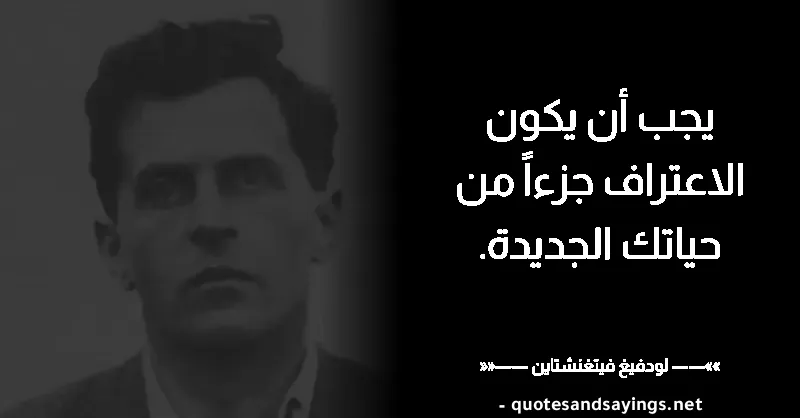 يجب أن يكون
الاعتراف جزءاً من
حياتك الجديدة.
»»—— لودفيغ فيتغنشتاين ——««
- quotesandsayings.net